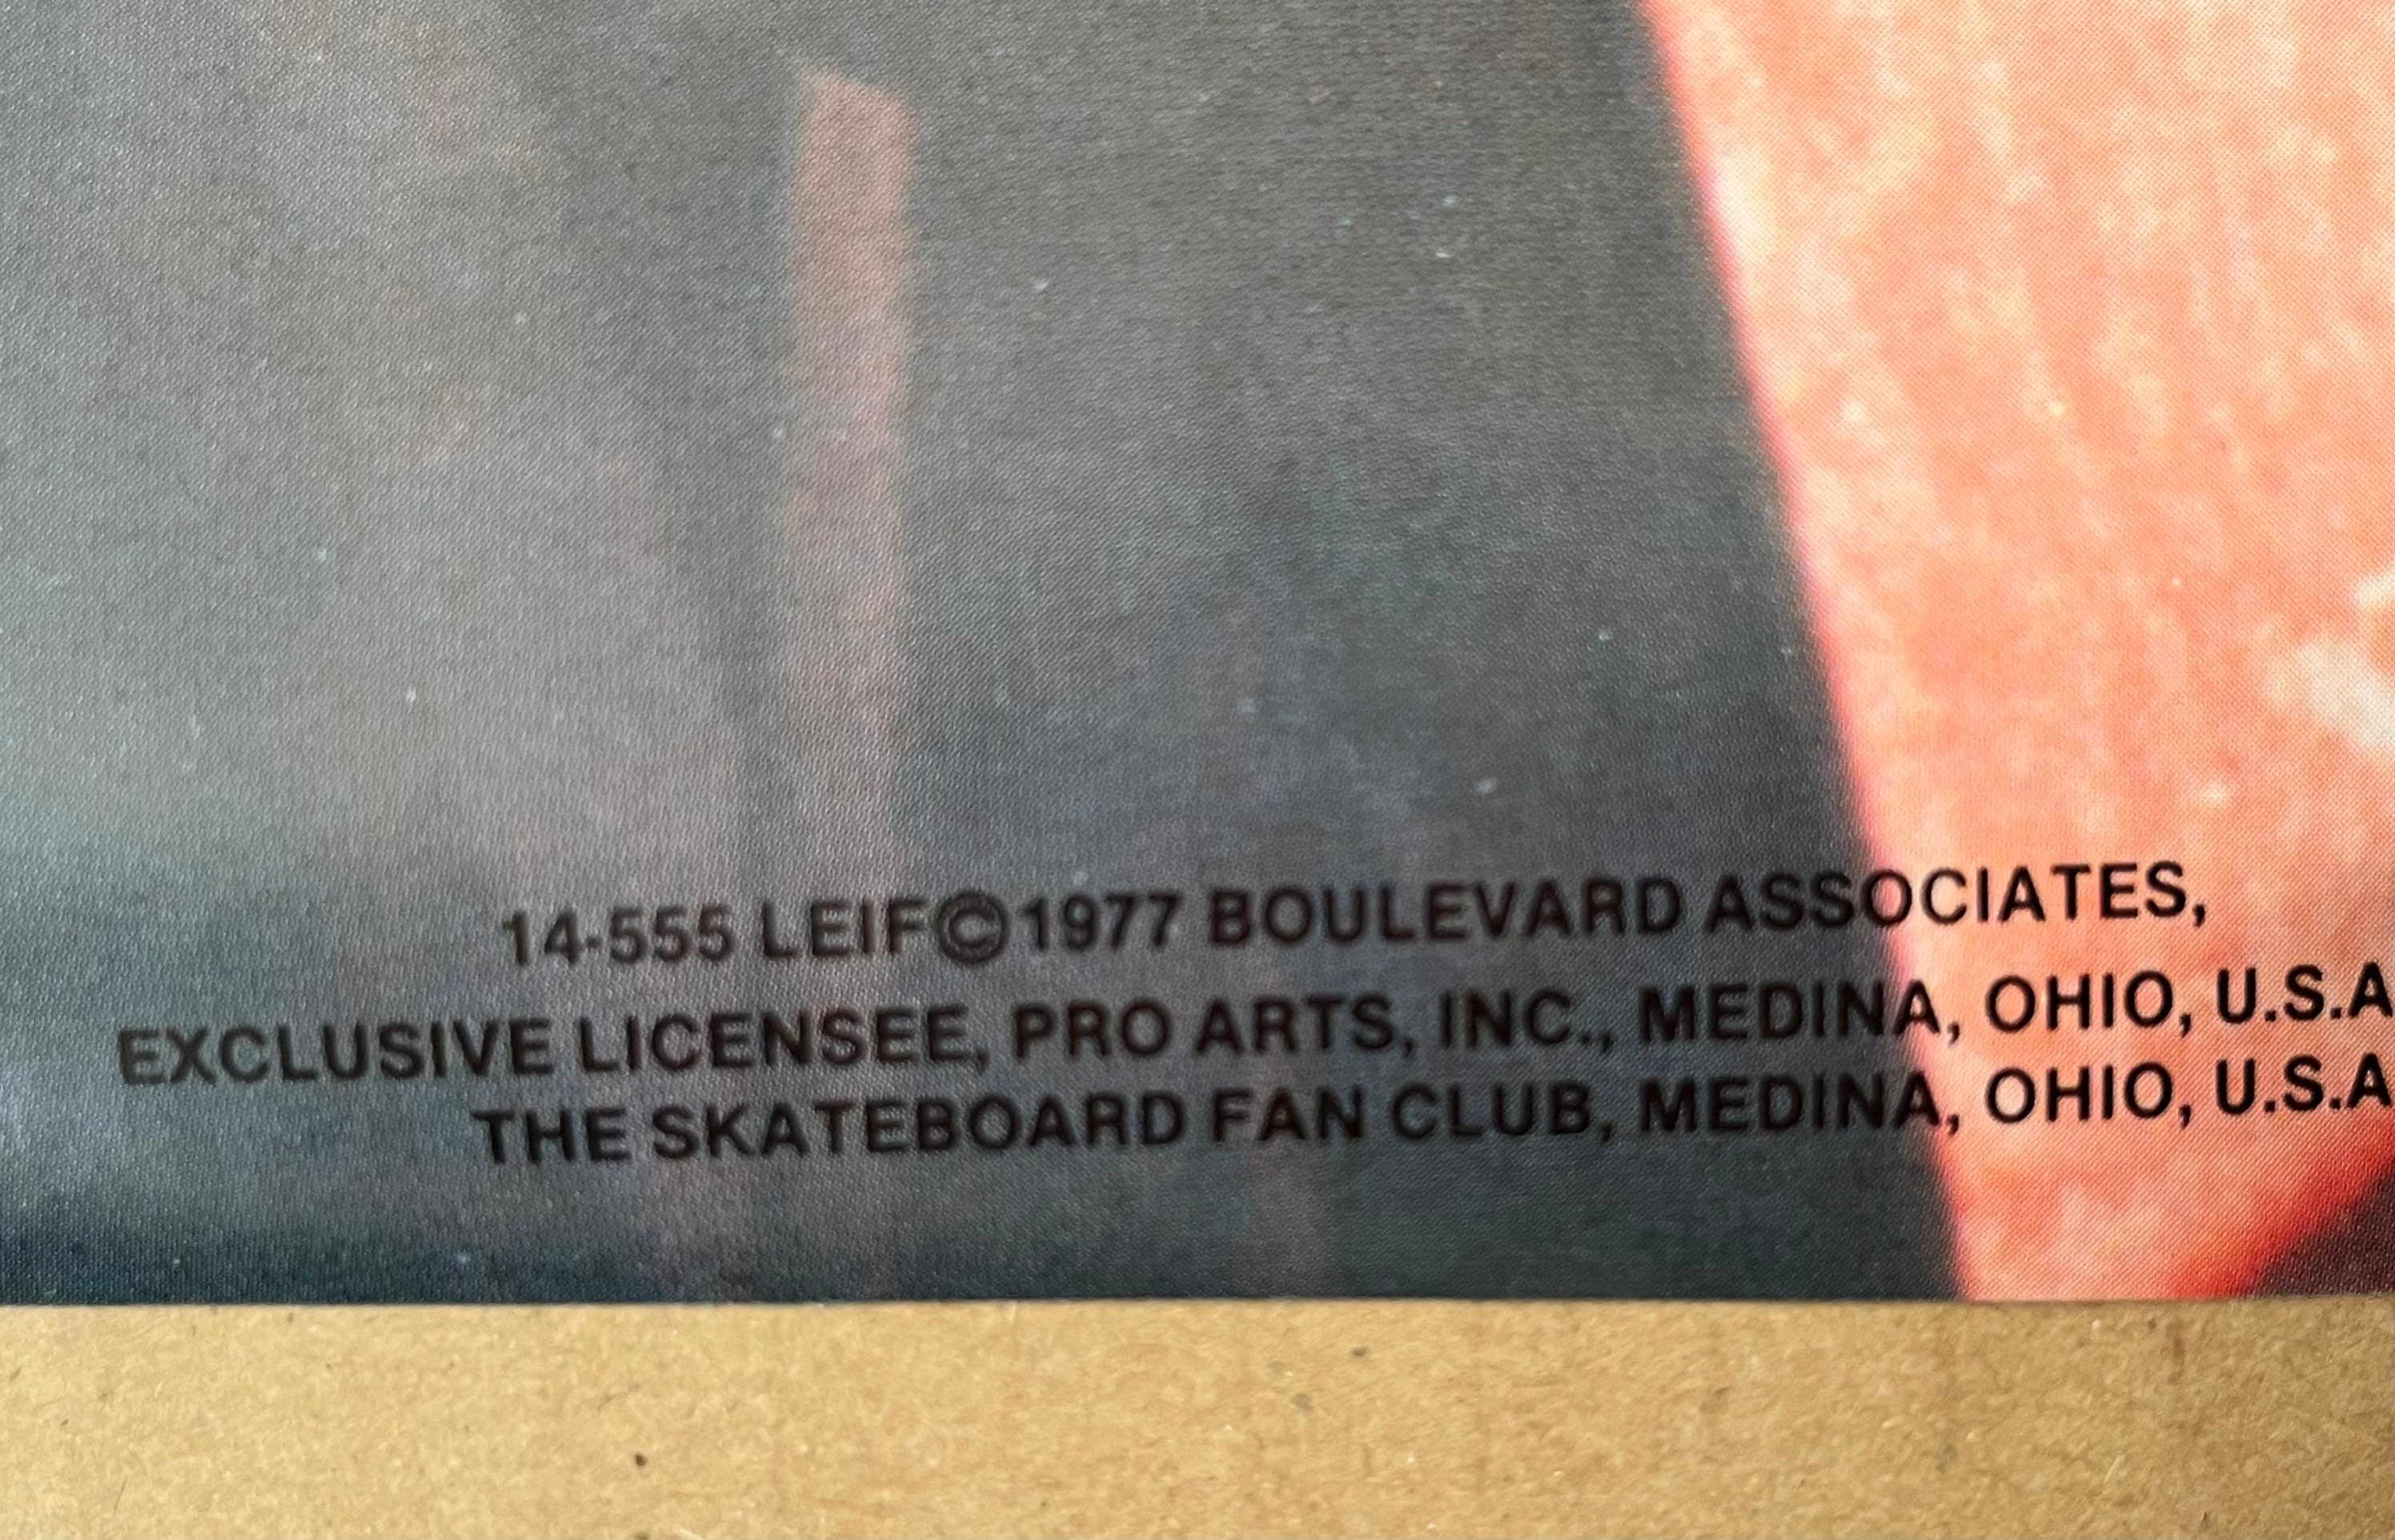 14-555 LEIF©1977 BOULEVARD ASSOCIATES,
EXCLUSIVE LICENSEE, PRO ARTS, INC., MEDINA, OHIO, U.S.A
THE SKATEBOARD FAN CLUB, MEDINA, OHIO, U.S.A